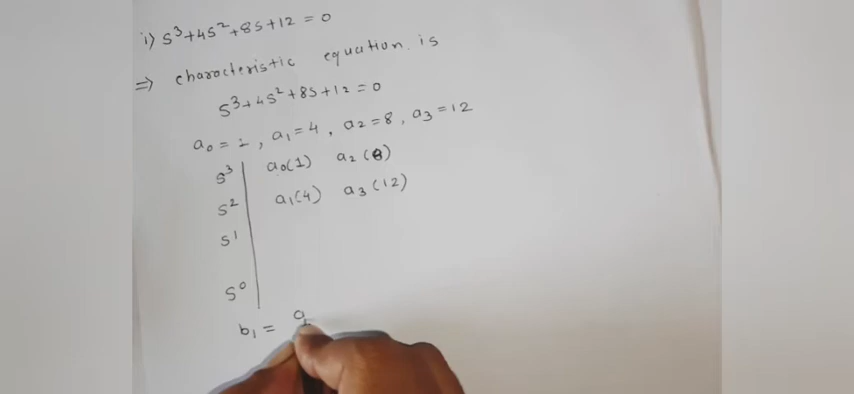 i) s³+4s²+8s+12 = 0
⇒ characteristic equation is
s³+4s²+8s+12 = 0
a₀ = 1, a₁ = 4, a₂ = 8, a₃ = 12
s³ | a₀(1) a₂(8)
s² | a₁(4) a₃(12)
s¹
s⁰
b₁ = a₁